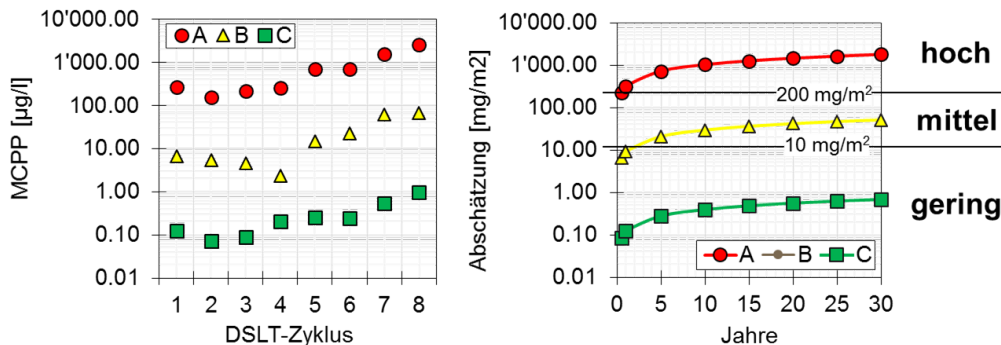 MCPP [µg/l]
10'000.00
1'000.00
100.00
10.00
1.00
0.10
0.01
A B C
1 2 3 4 5 6 7 8
DSLT-Zyklus
Abschätzung [mg/m2]
10'000.00
1'000.00
100.00
10.00
1.00
0.10
0.01
200 mg/m²
10 mg/m²
A B C
0 5 10 15 20 25 30
Jahre
hoch
mittel
gering